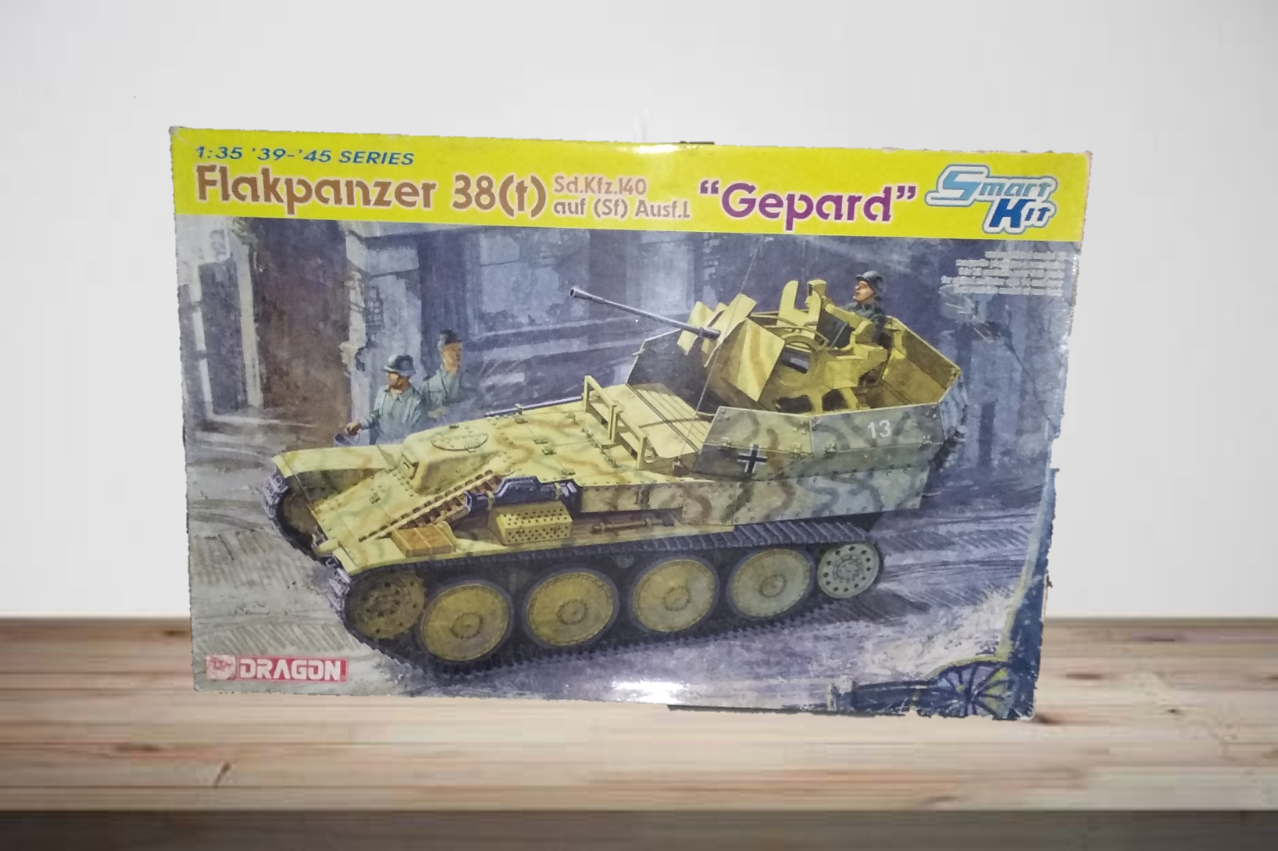 1:35 '39-'45 SERIES
Flakpanzer 38(t) Sd.Kfz.140
auf (Sf) Ausf.L
"Gepard"
Smart
Kit
13
DRAGON